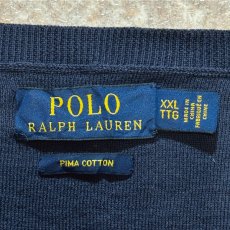 POLO
RALPH LAUREN
XXL
TTG
MADE IN
CHINA
FABRIQUÉ EN
CHINE
PIMA COTTON